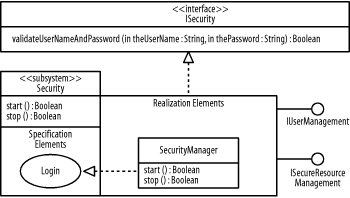 <<interface>>
ISecurity
validateUserNameAndPassword (in theUserName : String, in thePassword : String) : Boolean
<<subsystem>>
Security
start () : Boolean
stop () : Boolean
Specification
Elements
Login
Realization Elements
SecurityManager
start () : Boolean
stop () : Boolean
IUserManagement
ISecureResource
Management